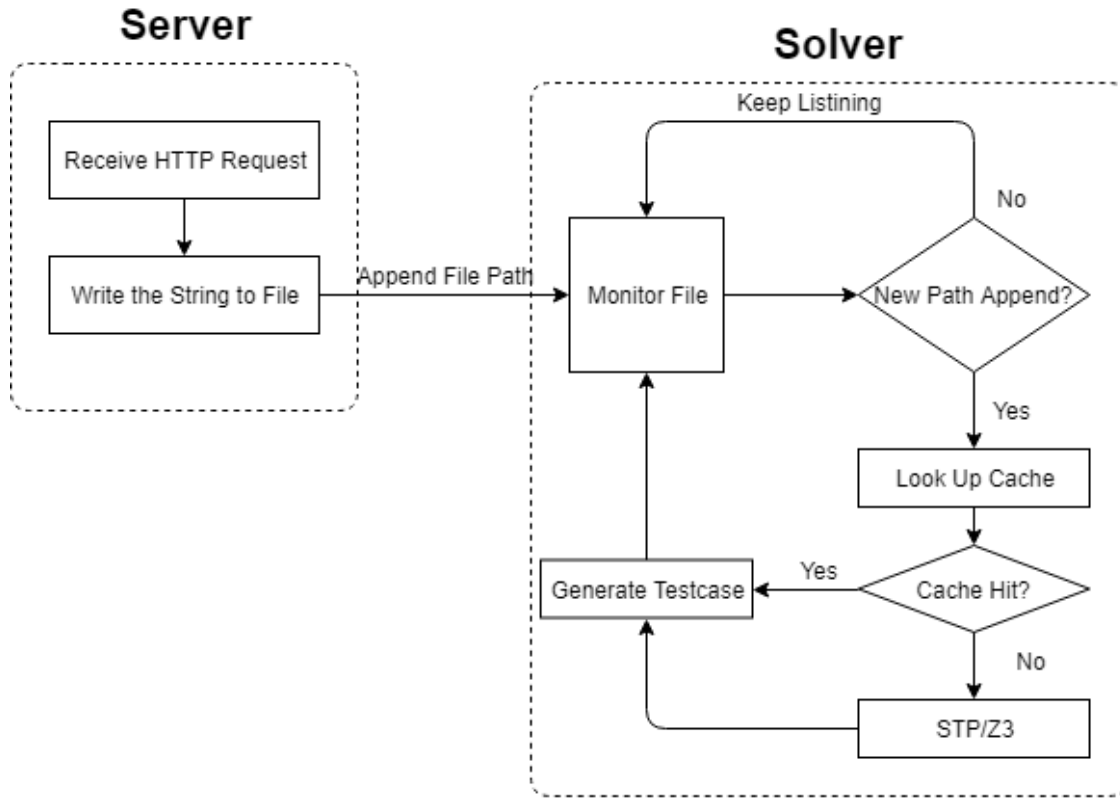 Server
Solver
Keep Listining
Receive HTTP Request
No
Append File Path
Write the String to File
Monitor File
New Path Append?
Yes
Look Up Cache
Yes
Generate Testcase
Cache Hit?
No
STP/Z3